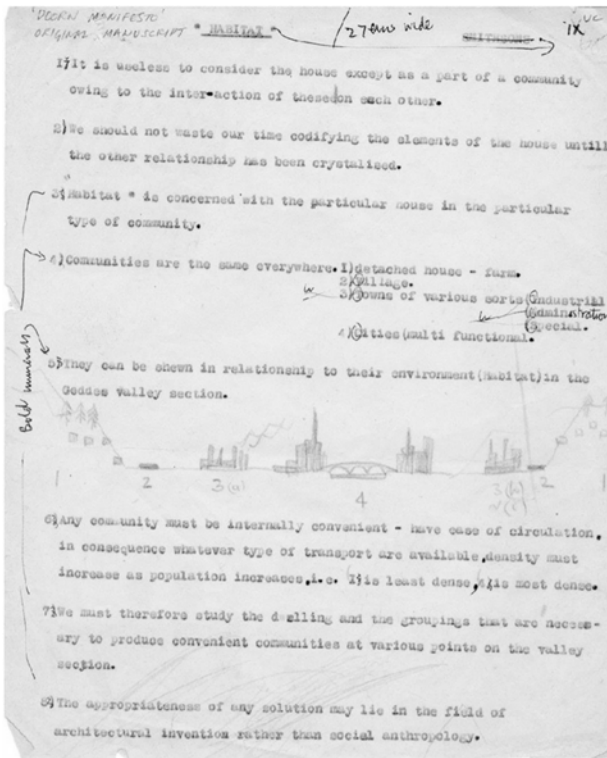 'DOORN MANIFESTO'
ORIGINAL MANUSCRIPT " HABITAT " 27 ems wide SMITHSONS IX
1) It is useless to consider the house except as a part of a community
owing to the inter-action of these on each other.
2) We should not waste our time codifying the elements of the house untill
the other relationship has been crystalised.
3) "Habitat " is concerned with the particular house in the particular
type of community.
4) Communities are the same everywhere. 1) detached house - farm.
2) Village.
3) Towns of various sorts (Industrial
(Administration
(Special.
4) Cities (multi functional.
Bold numerals
5) They can be shewn in relationship to their environment (Habitat) in the
Geddes valley section.
1 2 3(a) 4 3(b) 2 1
or (c)
6) Any community must be internally convenient - have ease of circulation,
in consequence whatever type of transport are available, density must
increase as population increases, i.e. 1) is least dense, 4) is most dense.
7) We must therefore study the dwelling and the groupings that are necess-
ary to produce convenient communities at various points on the valley
section.
8) The appropriateness of any solution may lie in the field of
architectural invention rather than social anthropology.